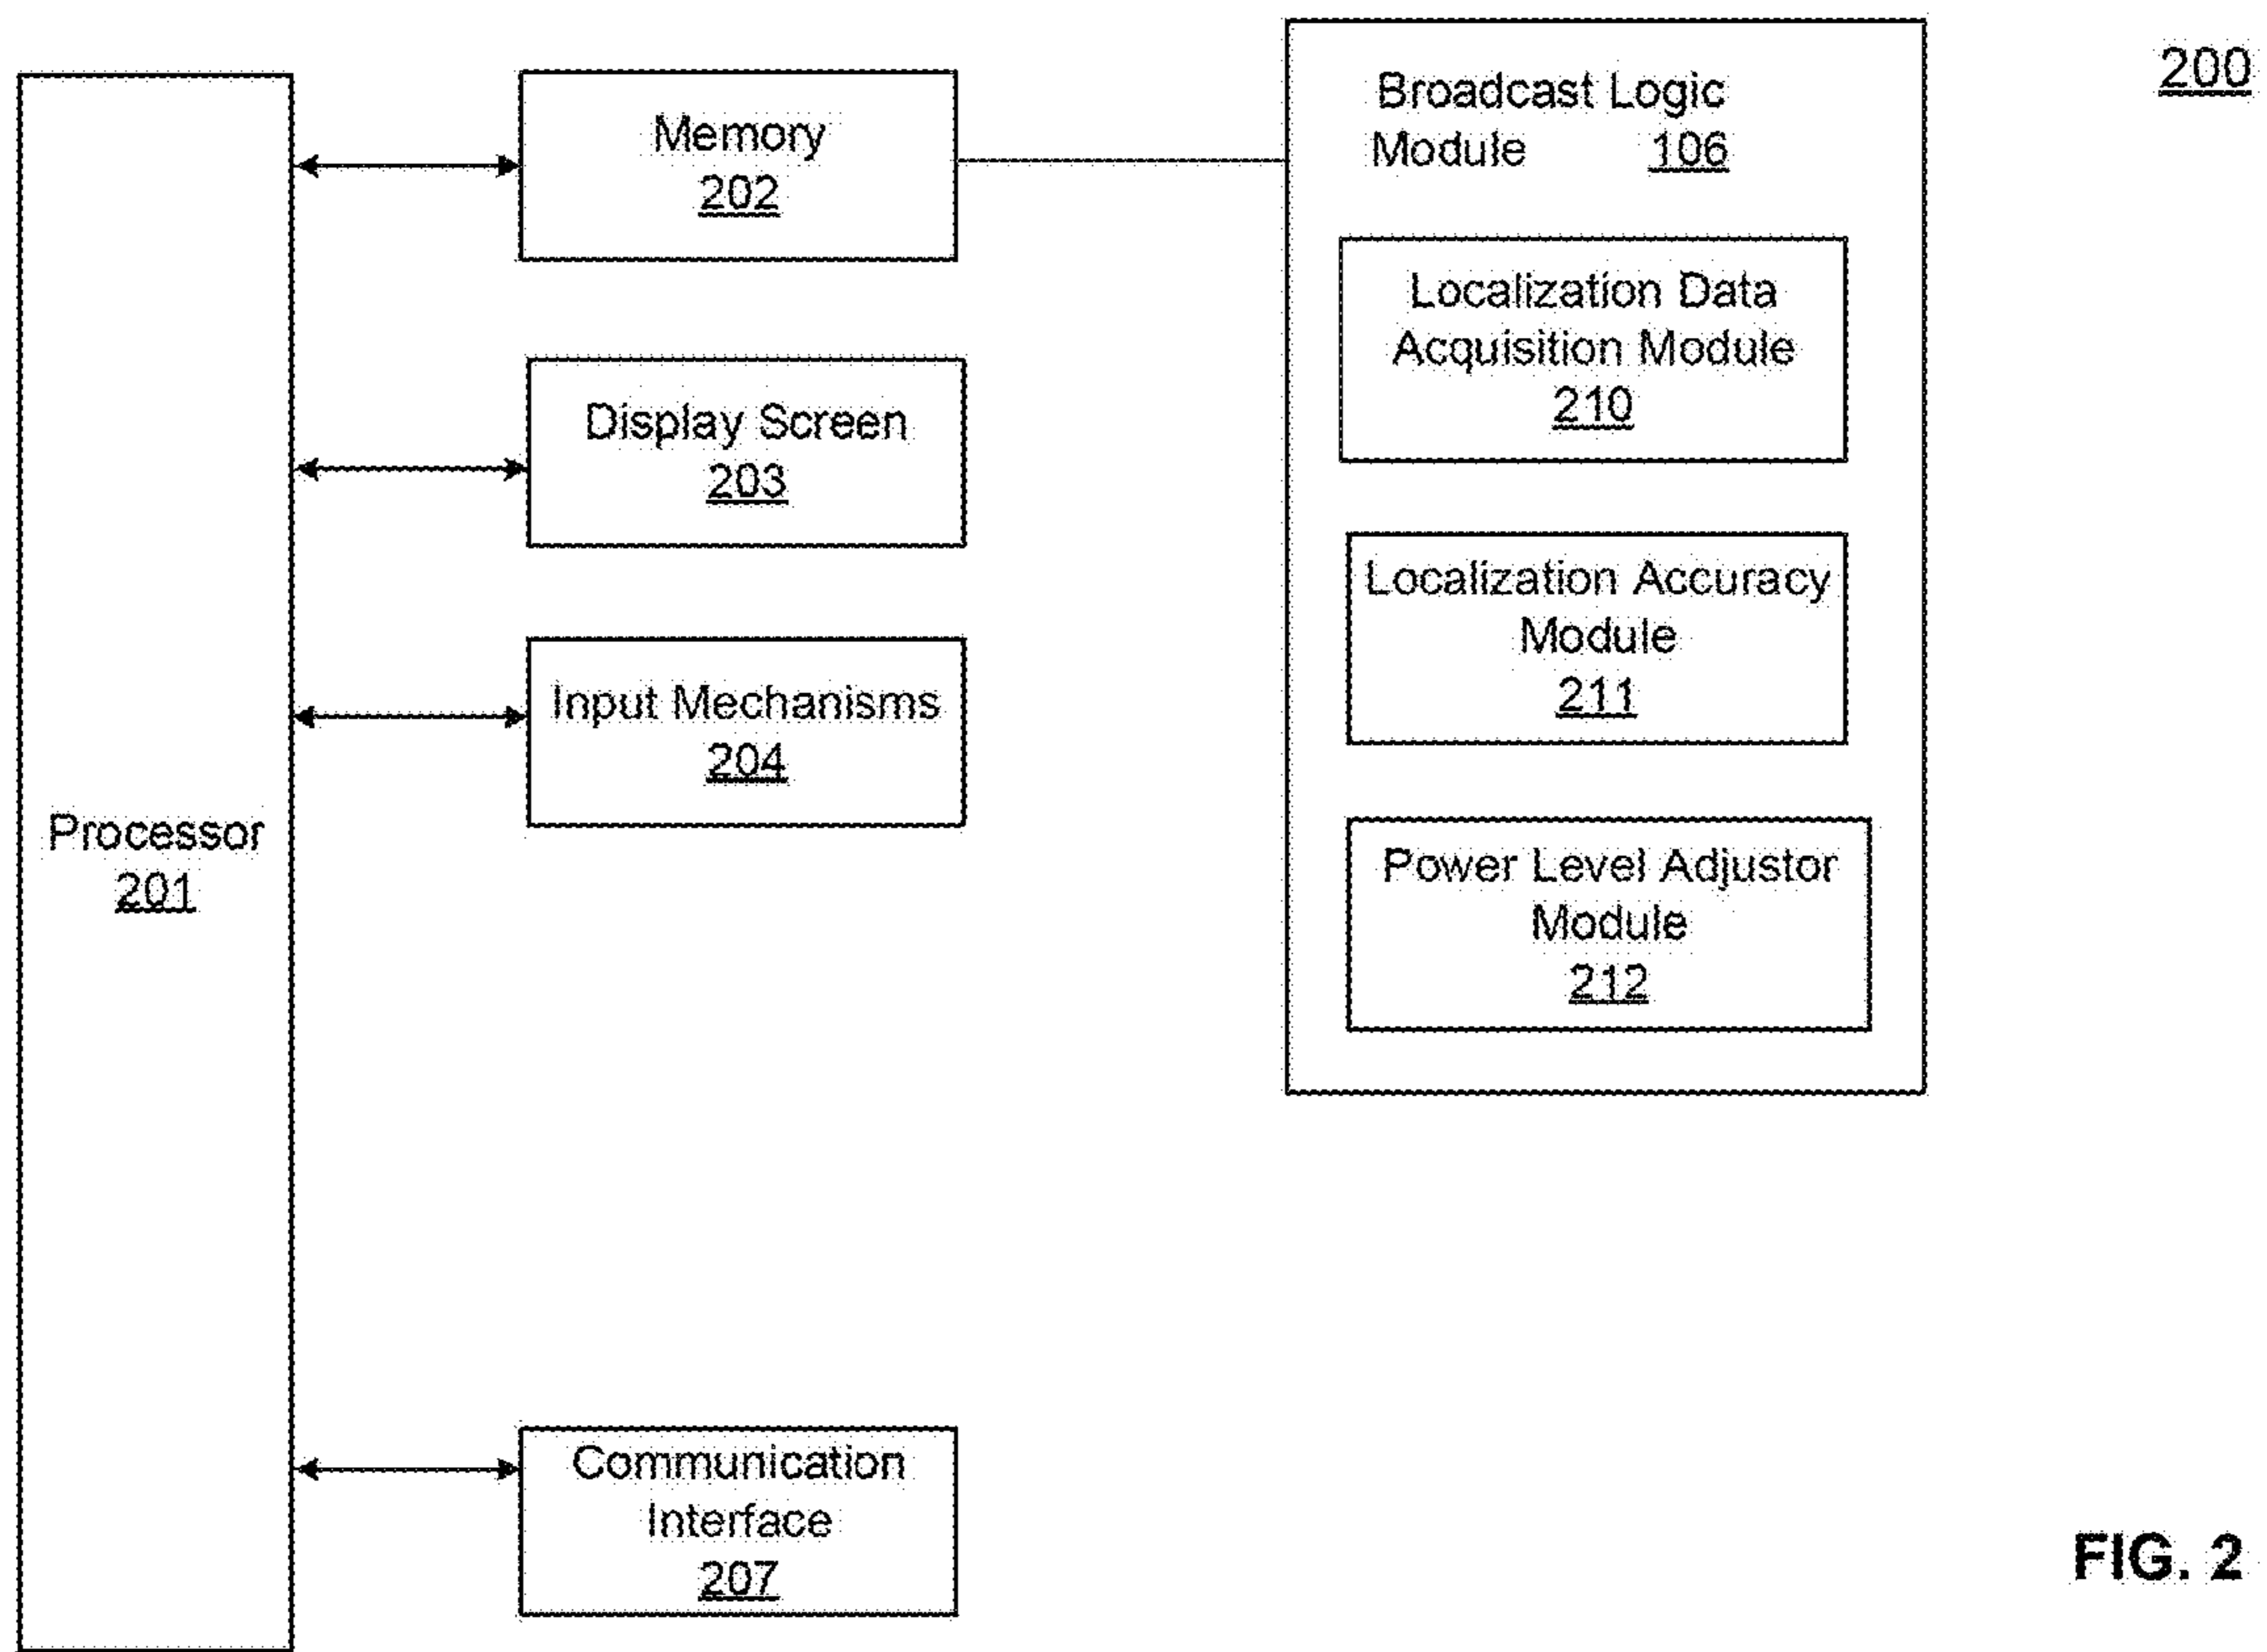 200
Processor
201
Memory
202
Display Screen
203
Input Mechanisms
204
Communication
Interface
207
Broadcast Logic
Module 106
Localization Data
Acquisition Module
210
Localization Accuracy
Module
211
Power Level Adjustor
Module
212
FIG. 2